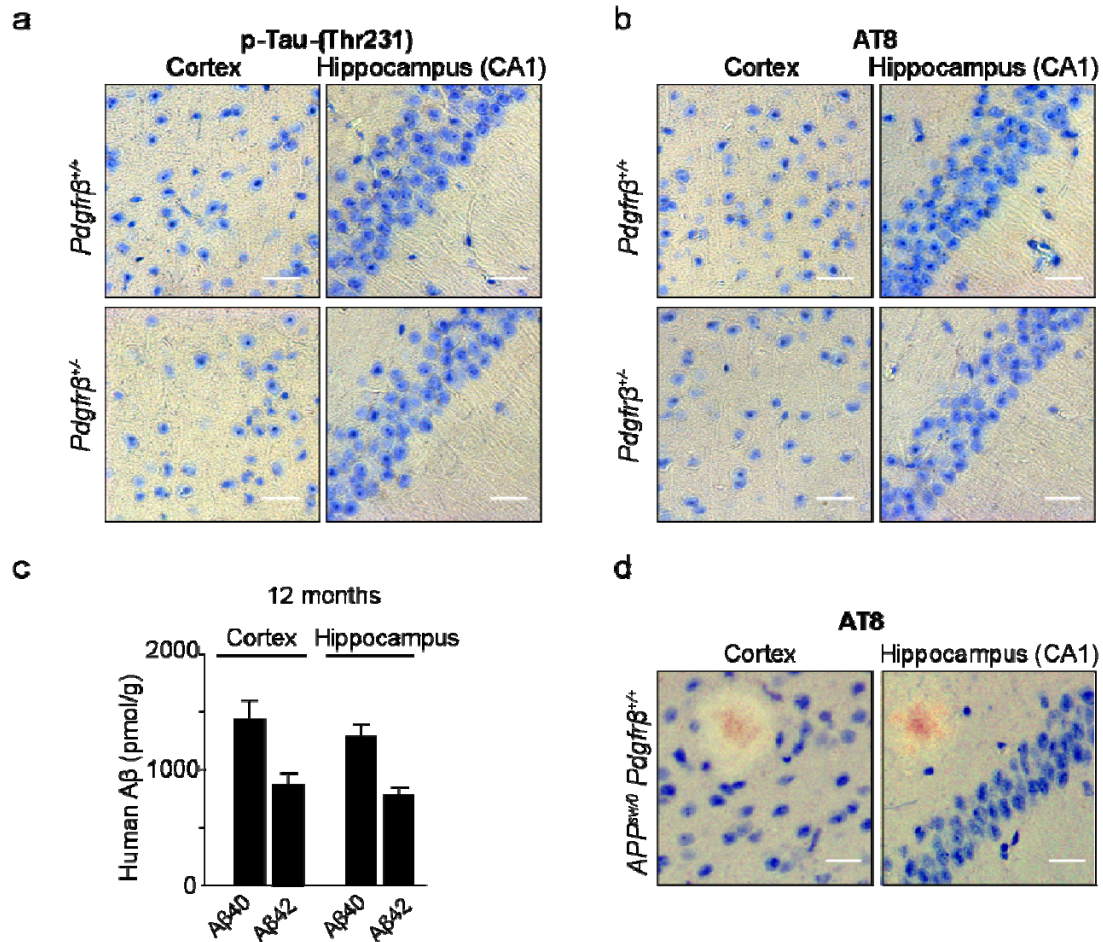 a
p-Tau-(Thr231)
Cortex
Hippocampus (CA1)
Pdgfrβ+/+
Pdgfrβ+/-
b
AT8
Cortex
Hippocampus (CA1)
Pdgfrβ+/+
Pdgfrβ+/-
c
12 months
Cortex
Hippocampus
Human Aβ (pmol/g)
2000
1000
0
Aβ40
Aβ42
Aβ40
Aβ42
d
AT8
Cortex
Hippocampus (CA1)
APPsw/0 Pdgfrβ+/+